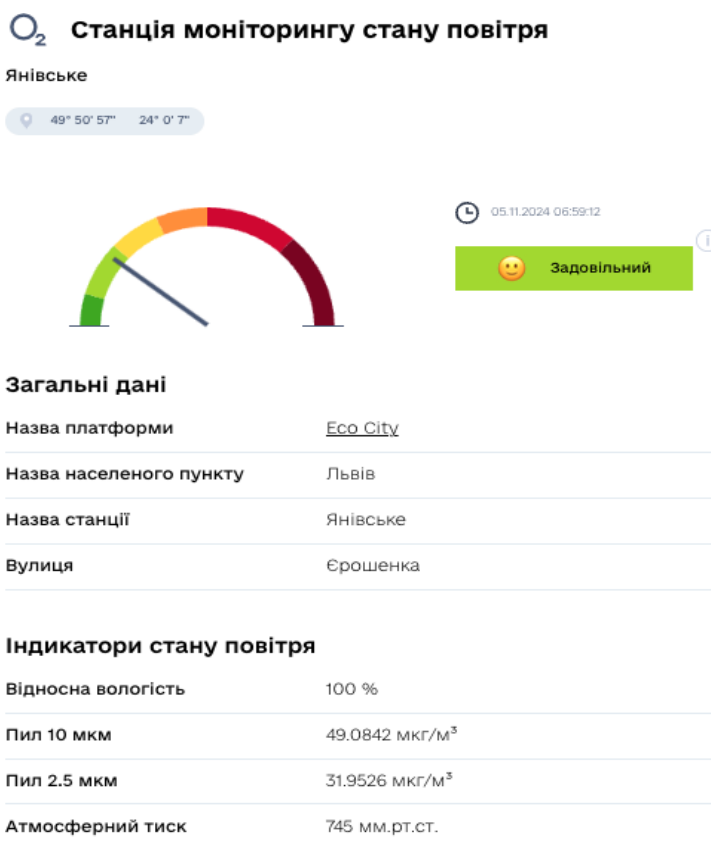 O₂ Станція моніторингу стану повітря
Янівське
49° 50' 57" 24° 0' 7"
05.11.2024 06:59:12
i
Задовільний
Загальні дані
Назва платформи Eco City
Назва населеного пункту Львів
Назва станції Янівське
Вулиця Єрошенка
Індикатори стану повітря
Відносна вологість 100 %
Пил 10 мкм 49.0842 мкг/м³
Пил 2.5 мкм 31.9526 мкг/м³
Атмосферний тиск 745 мм.рт.ст.